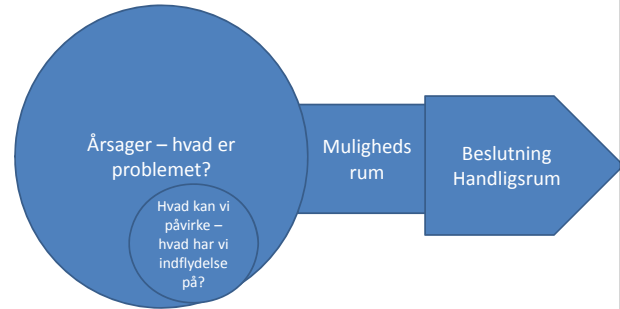 Årsager – hvad er
problemet?
Hvad kan vi
påvirke –
hvad har vi
indflydelse
på?
Muligheds
rum
Beslutning
Handligsrum